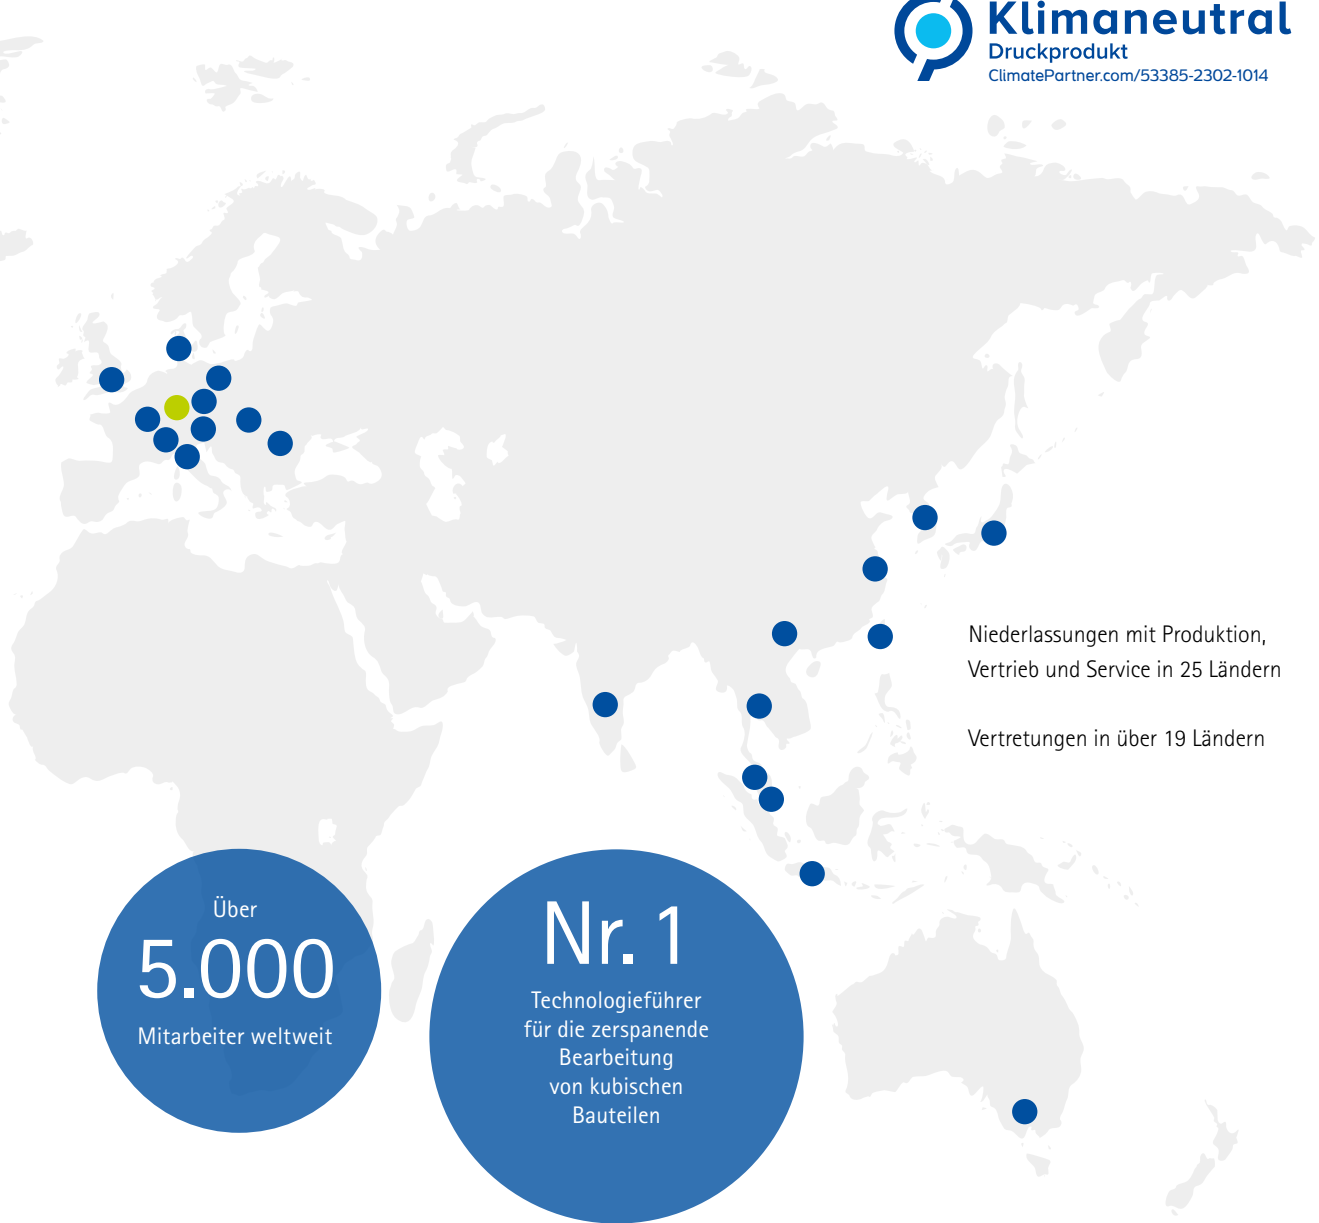 Klimaneutral
Druckprodukt
ClimatePartner.com/53385-2302-1014
Niederlassungen mit Produktion,
Vertrieb und Service in 25 Ländern
Vertretungen in über 19 Ländern
Über
5.000
Mitarbeiter weltweit
Nr. 1
Technologieführer
für die zerspanende
Bearbeitung
von kubischen
Bauteilen